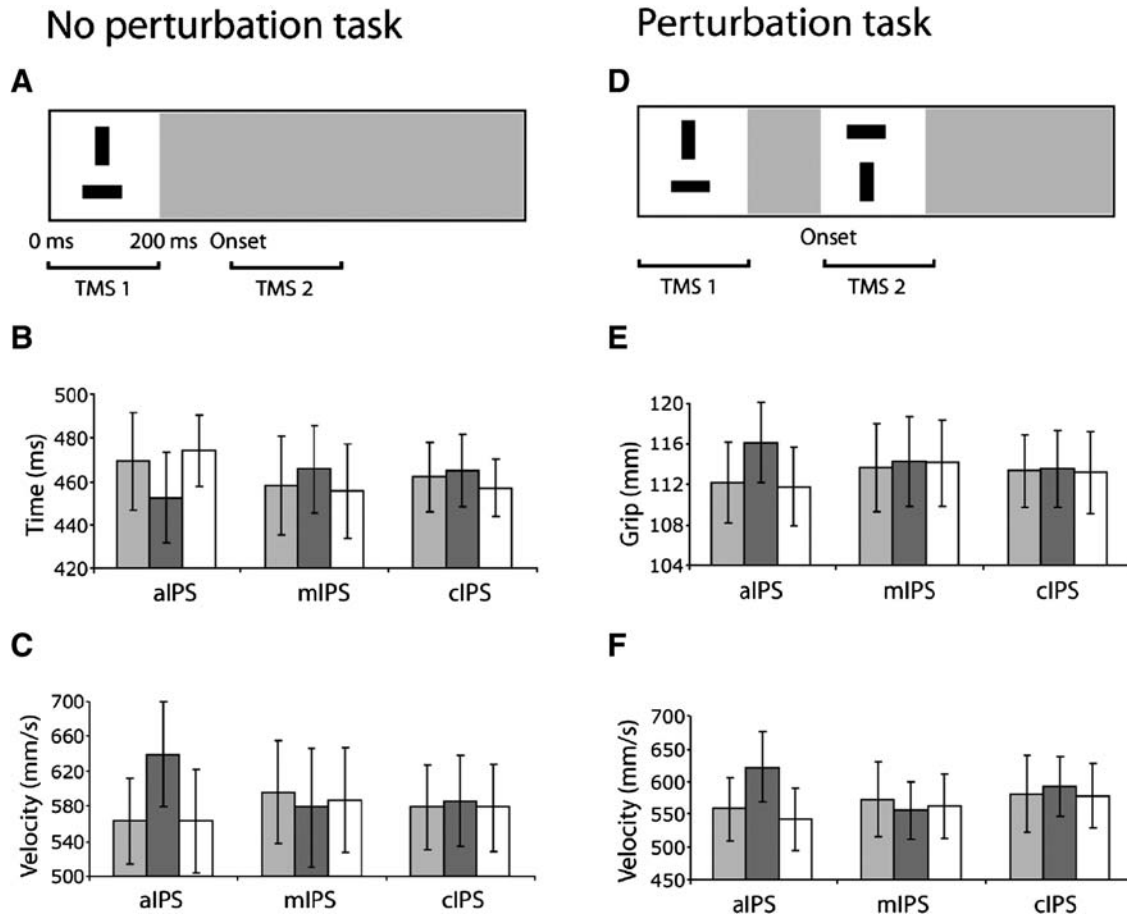 No perturbation task
Perturbation task
A
0 ms 200 ms Onset
TMS 1 TMS 2
D
Onset
TMS 1 TMS 2
B
Time (ms)
500
480
460
440
420
aIPS mIPS cIPS
E
Grip (mm)
120
116
112
108
104
aIPS mIPS cIPS
C
Velocity (mm/s)
700
660
620
580
540
500
aIPS mIPS cIPS
F
Velocity (mm/s)
700
650
600
550
500
450
aIPS mIPS cIPS